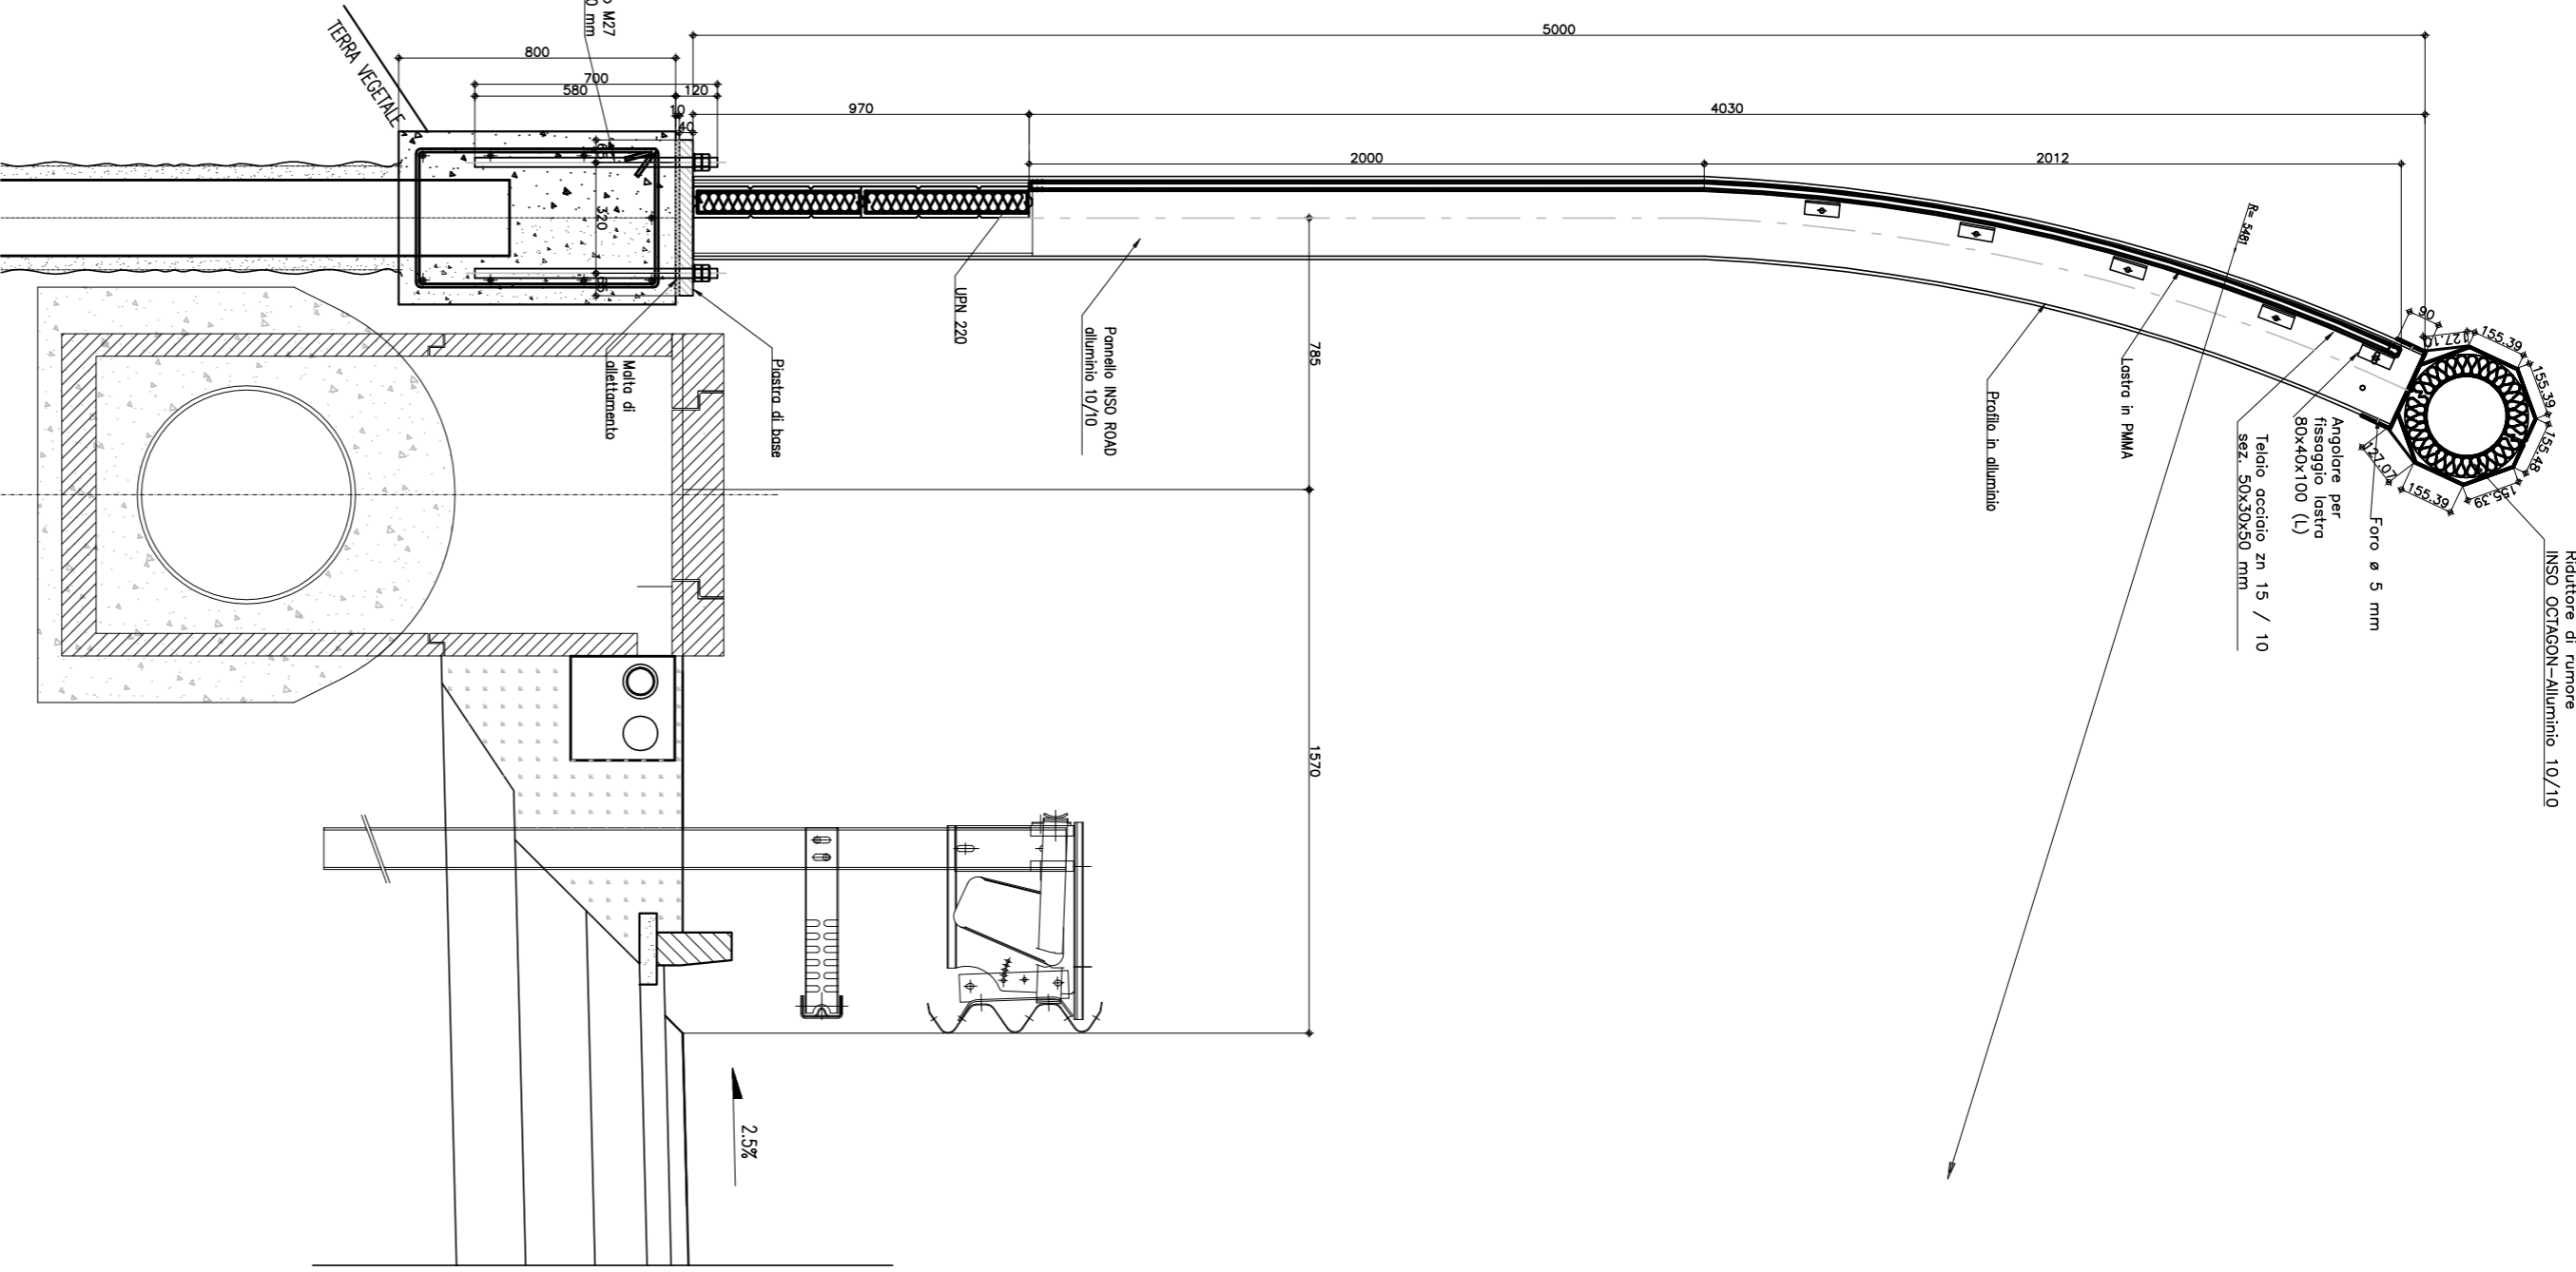 5000
800
700
580
120
10
40
970
4030
2000
2012
M27
mm
TERRA VEGETALE
65
320
65
Malta di
allettamento
Piastra di base
UPN 220
Pannello INSO ROAD
alluminio 10/10
785
1570
2.5%
R= 5481
Lastra in PMMA
Profilo in alluminio
Telaio acciaio zn 15 / 10
sez. 50x30x50 mm
Angolare per
fissaggio lastra
80x40x100 (L)
Foro ø 5 mm
Riduttore di rumore
INSO OCTAGON-Alluminio 10/10
90
127.10
155.39
155.39
155.48
155.39
155.39
127.07